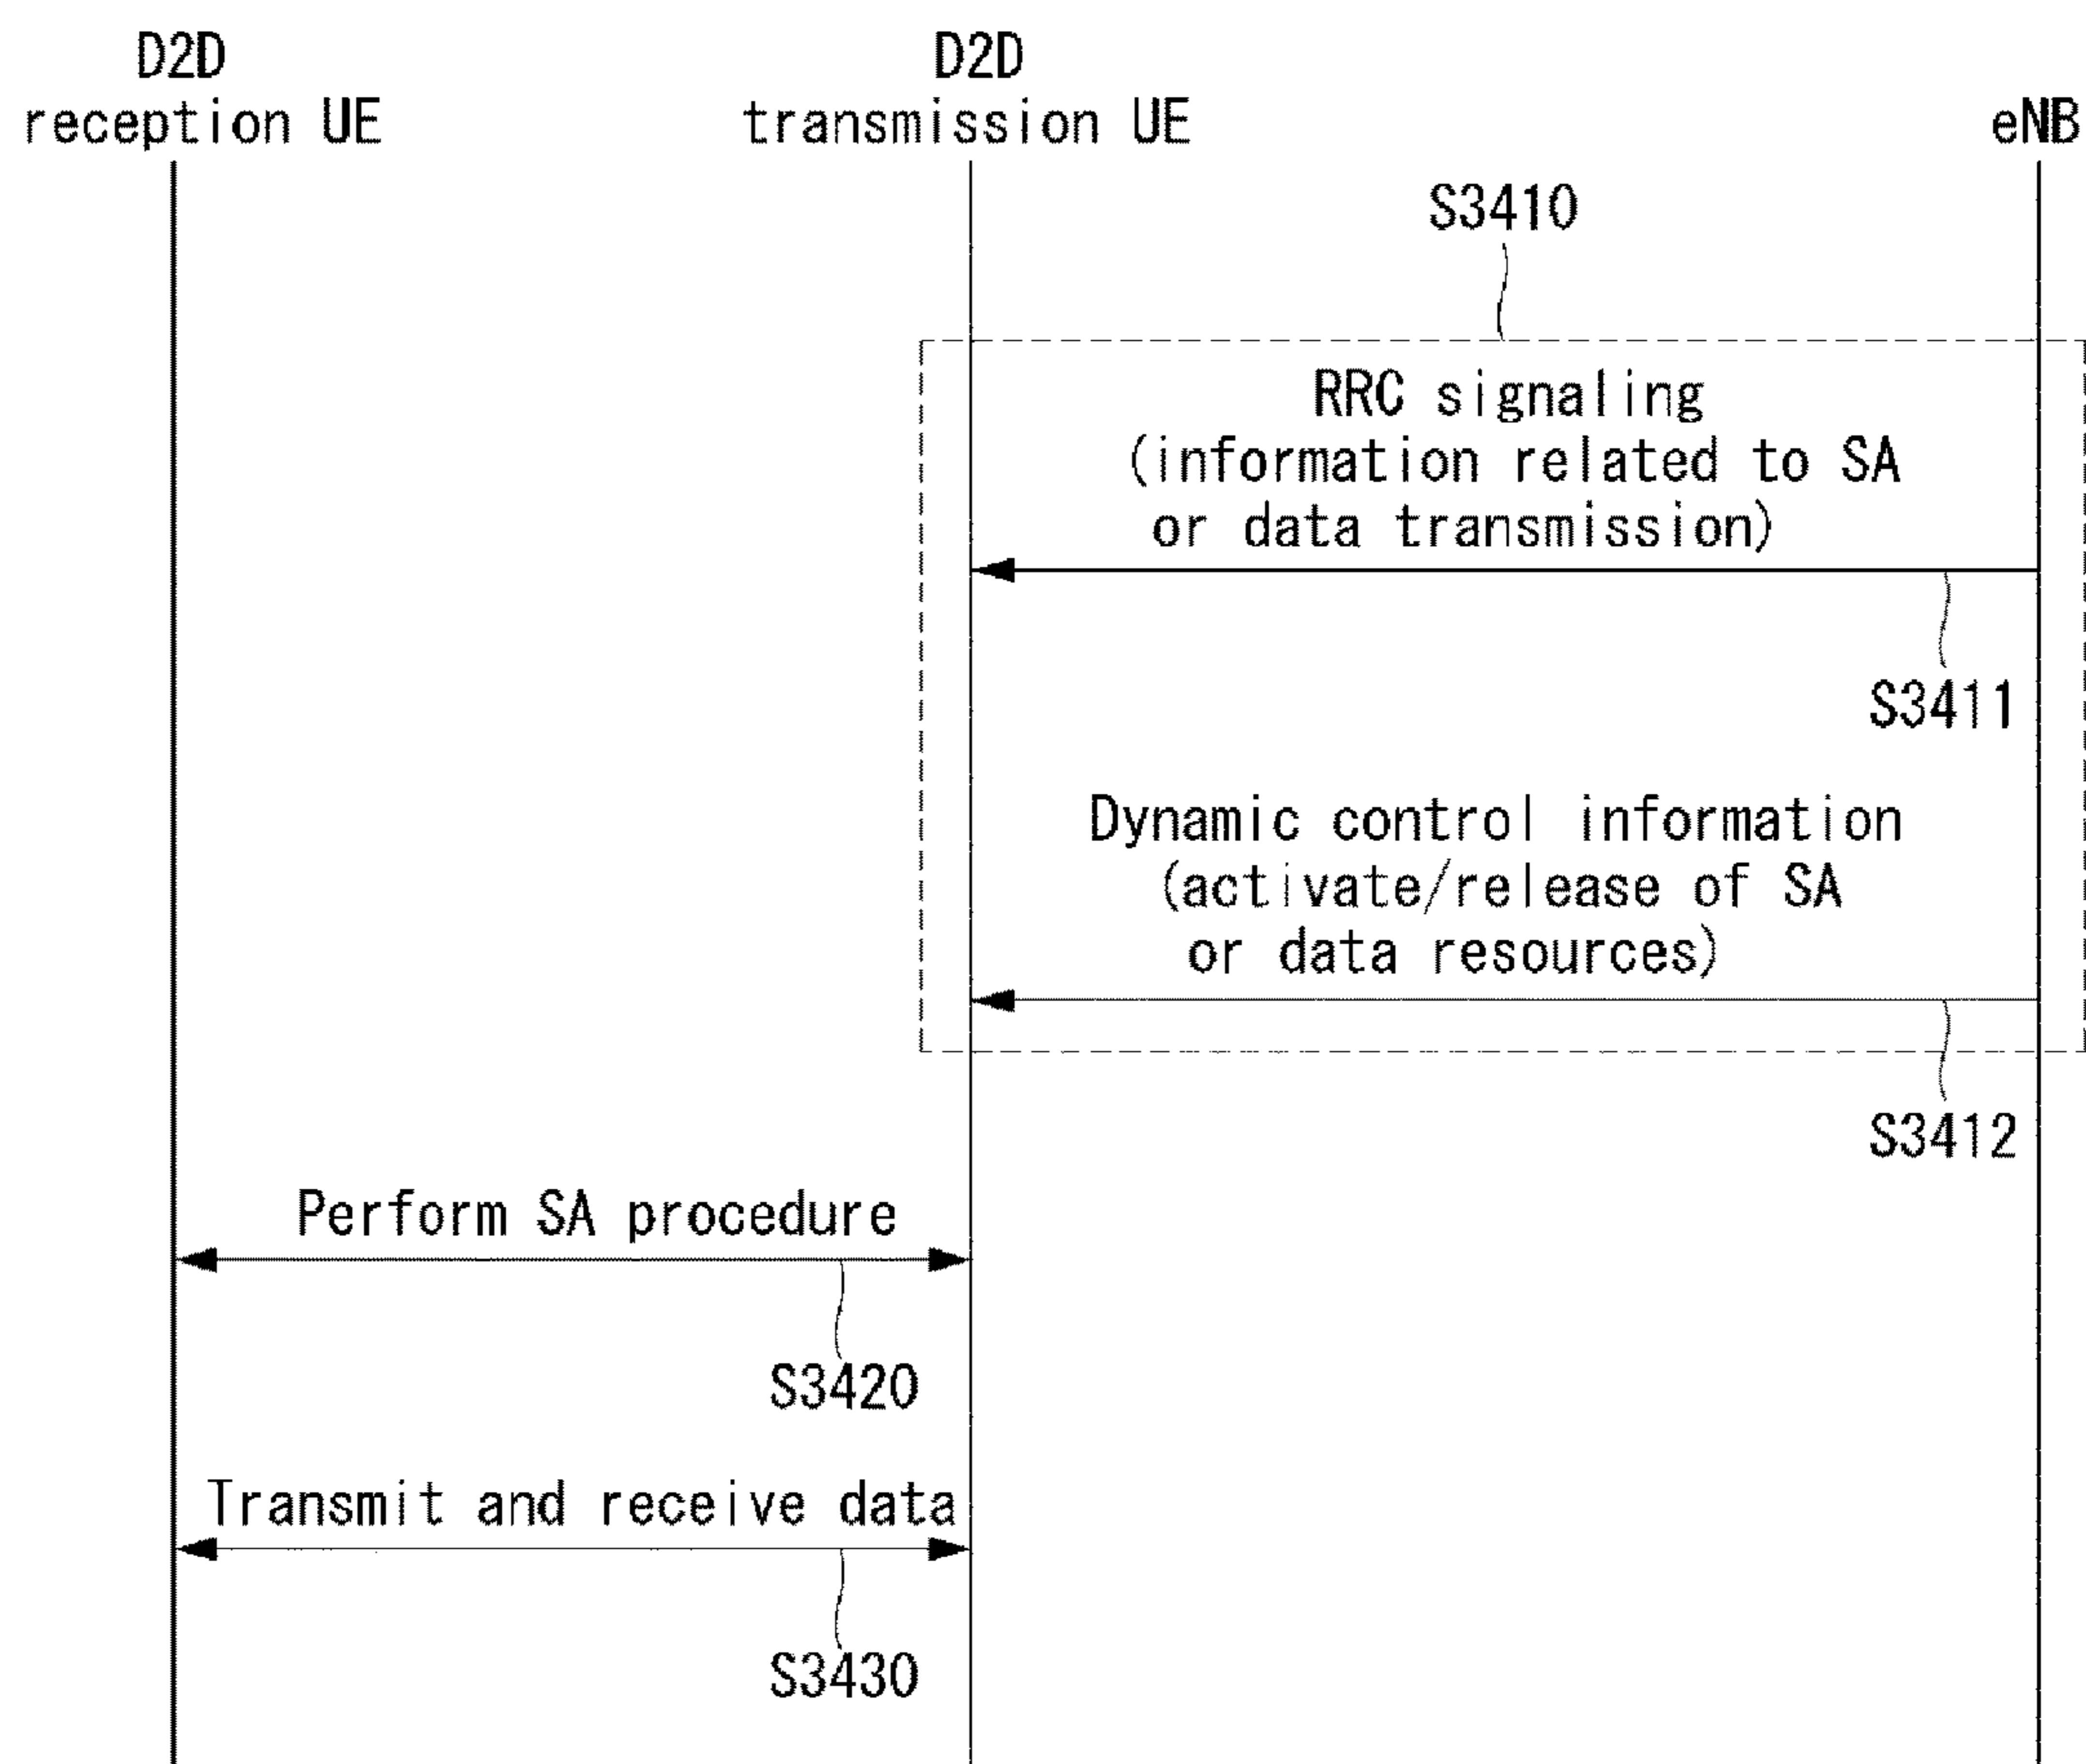 D2D
reception UE
D2D
transmission UE
eNB
S3410
RRC signaling
(information related to SA
or data transmission)
S3411
Dynamic control information
(activate/release of SA
or data resources)
S3412
Perform SA procedure
S3420
Transmit and receive data
S3430